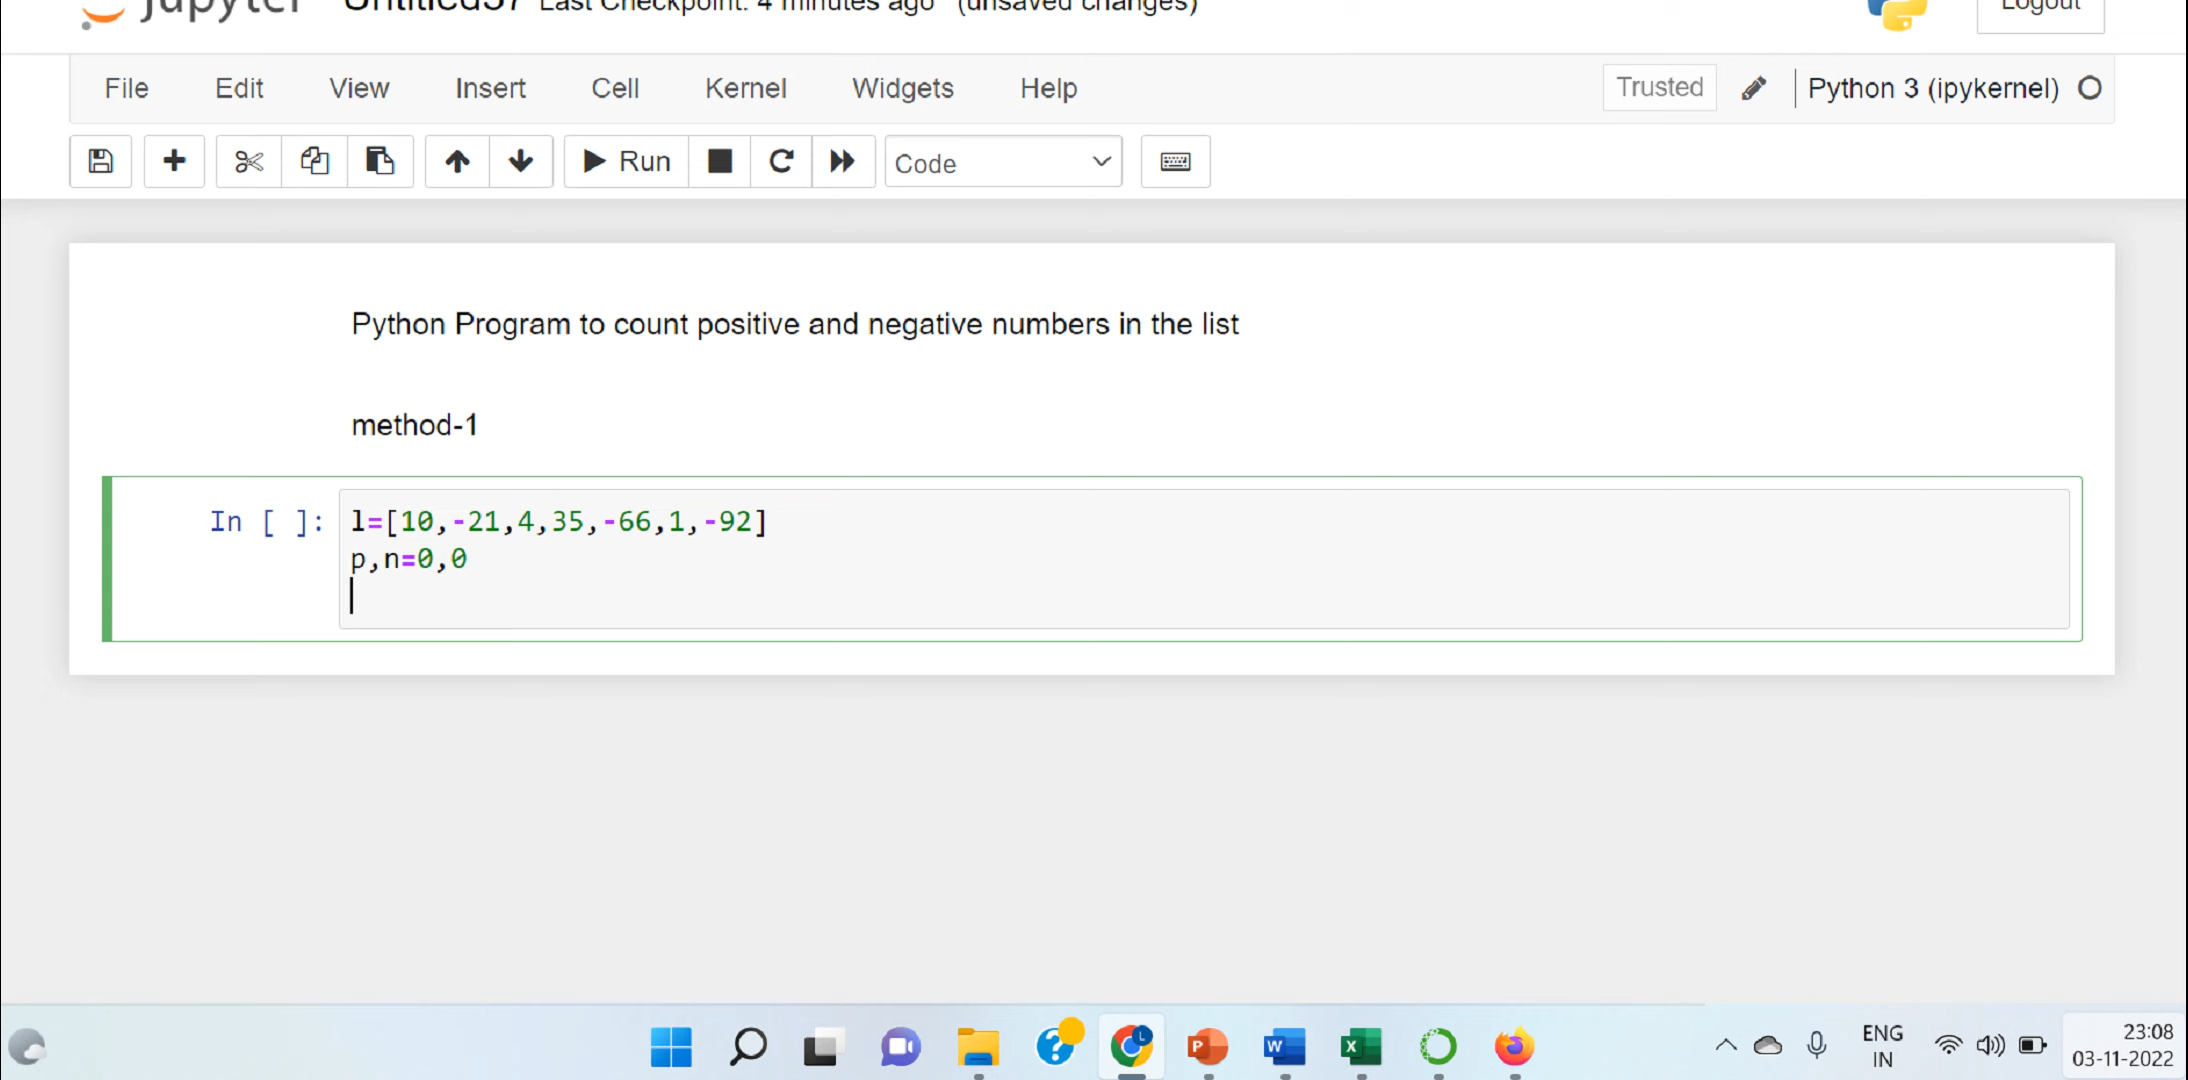 jupyter Untitled37 Last Checkpoint: 4 minutes ago (unsaved changes) Logout
File Edit View Insert Cell Kernel Widgets Help Trusted Python 3 (ipykernel)
Run Code
Python Program to count positive and negative numbers in the list
method-1
In [ ]: l=[10,-21,4,35,-66,1,-92]
p,n=0,0
ENG 23:08
IN 03-11-2022